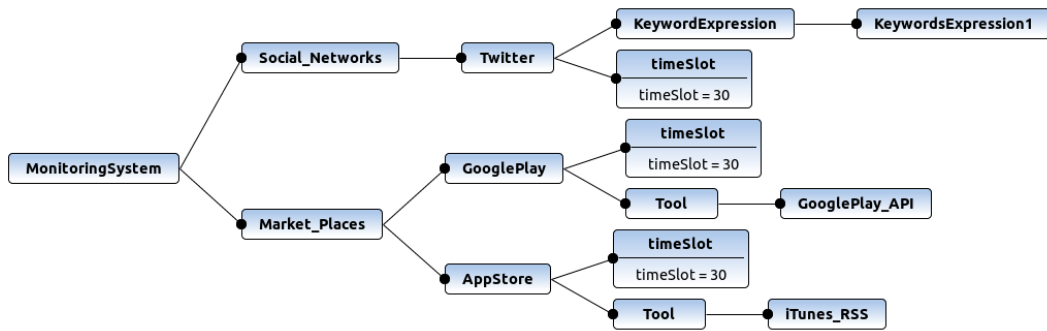 KeywordExpression
KeywordsExpression1
Social_Networks
Twitter
timeSlot
timeSlot = 30
MonitoringSystem
timeSlot
timeSlot = 30
GooglePlay
Tool
GooglePlay_API
Market_Places
timeSlot
timeSlot = 30
AppStore
Tool
iTunes_RSS